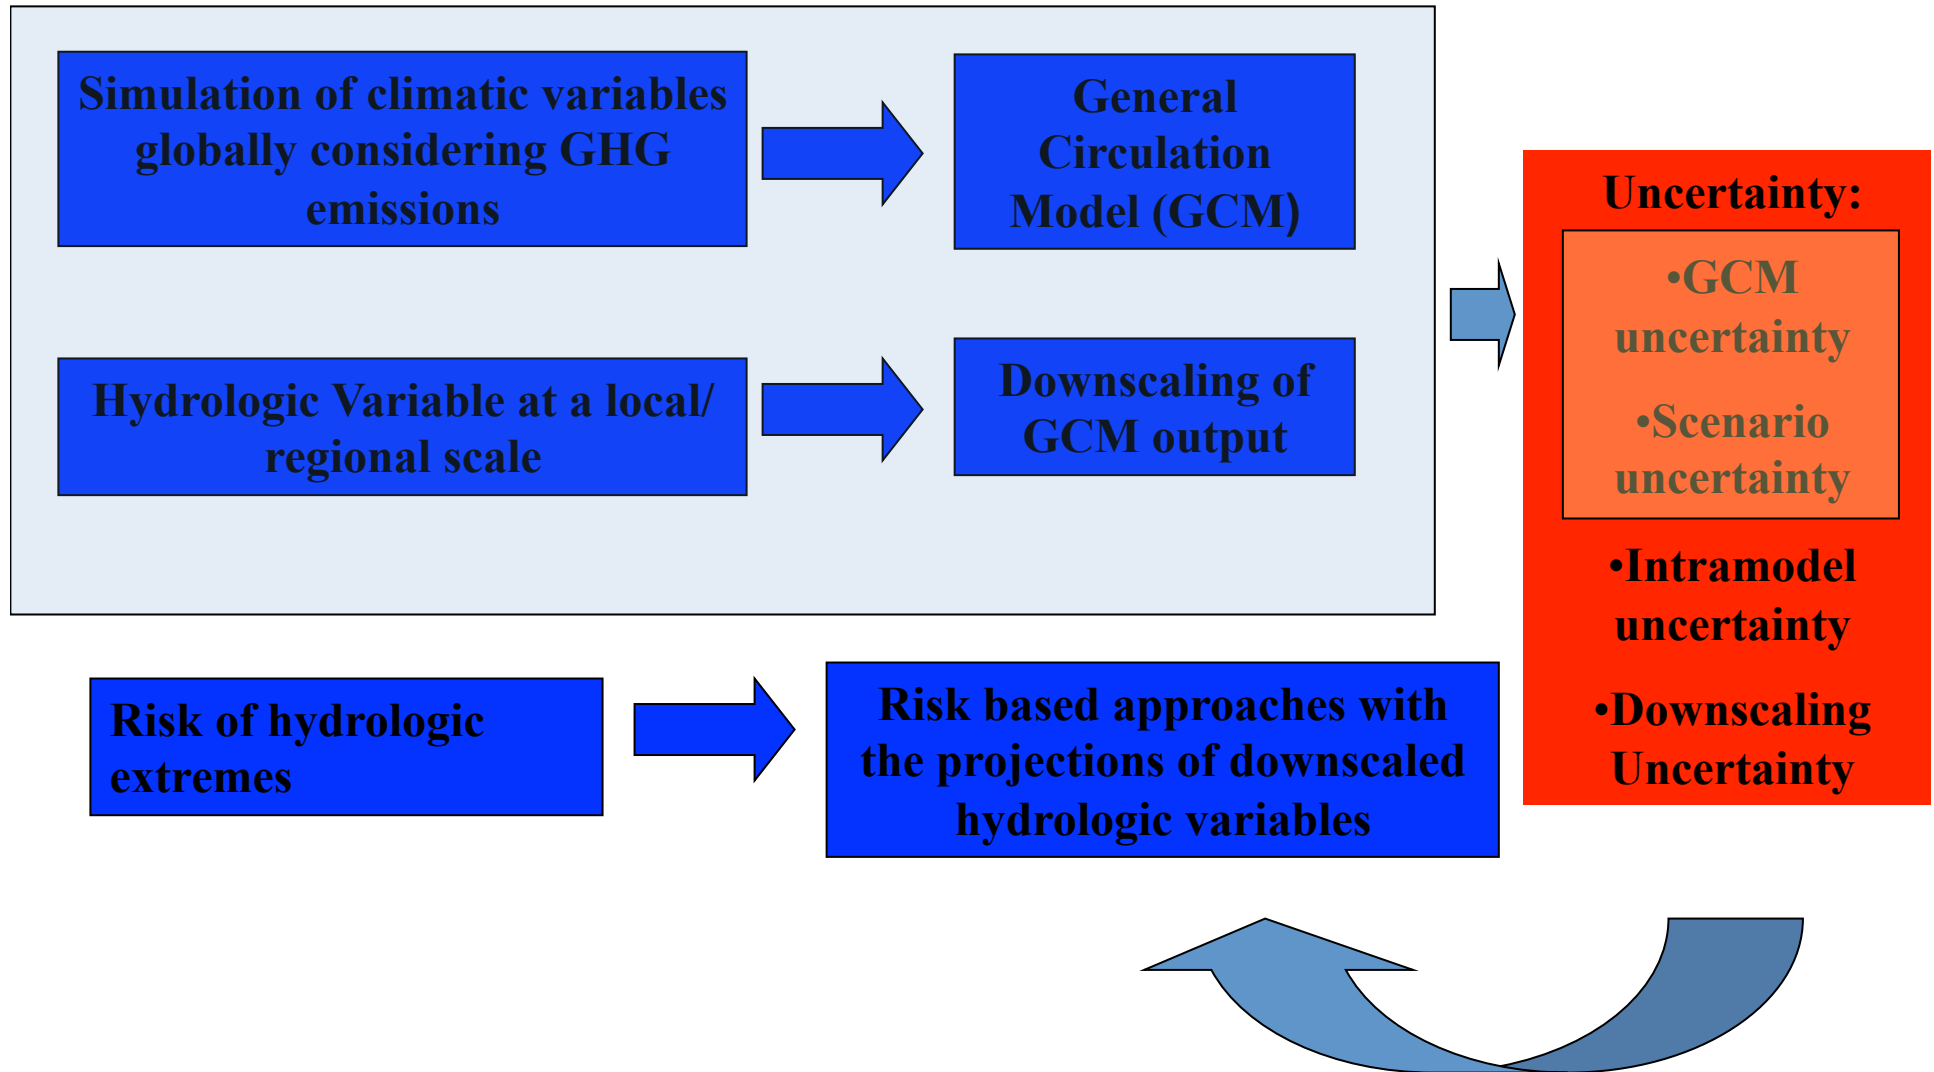 Simulation of climatic variables
globally considering GHG
emissions
General
Circulation
Model (GCM)
Hydrologic Variable at a local/
regional scale
Downscaling of
GCM output
Uncertainty:
•GCM
uncertainty
•Scenario
uncertainty
•Intramodel
uncertainty
•Downscaling
Uncertainty
Risk of hydrologic
extremes
Risk based approaches with
the projections of downscaled
hydrologic variables